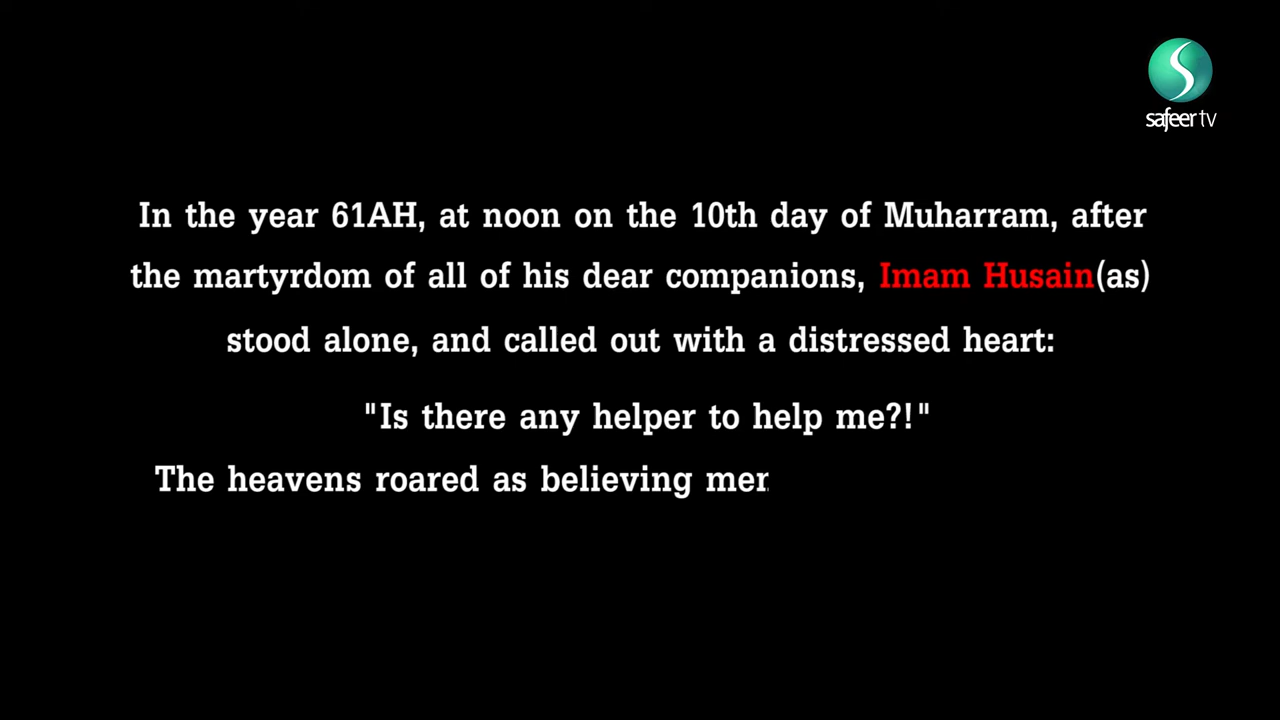 safeer tv
In the year 61AH, at noon on the 10th day of Muharram, after
the martyrdom of all of his dear companions, Imam Husain(as)
stood alone, and called out with a distressed heart:
"Is there any helper to help me?!"
The heavens roared as believing